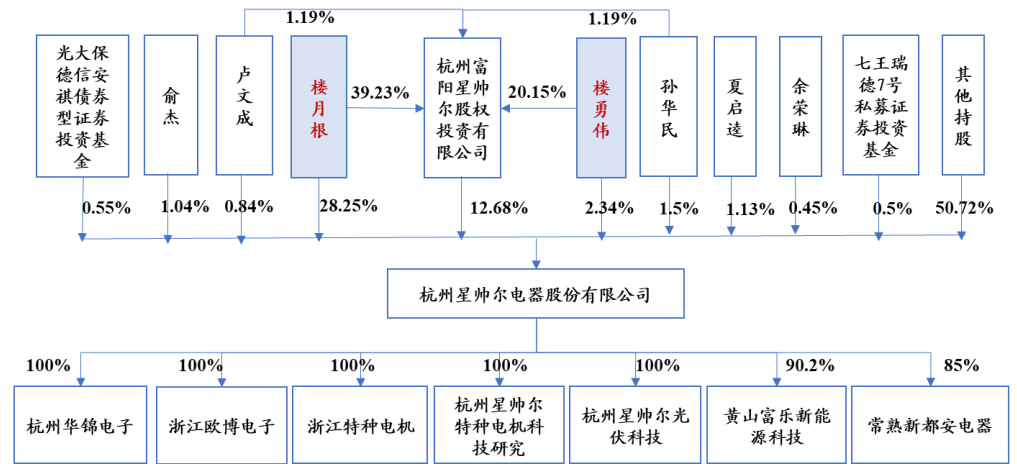 1.19%
1.19%
光大保
德信安
祺债券
型证券
投资基
金
俞
杰
卢
文
成
楼
月
根
39.23%
杭州富
阳星帅
尔股权
投资有
限公司
20.15%
楼
勇
伟
孙
华
民
夏
启
逵
余
荣
琳
七王瑞
德7号
私募证
券投资
基金
其
他
持
股
0.55%
1.04%
0.84%
28.25%
12.68%
2.34%
1.5%
1.13%
0.45%
0.5%
50.72%
杭州星帅尔电器股份有限公司
100%
100%
100%
100%
100%
90.2%
85%
杭州华锦电子
浙江欧博电子
浙江特种电机
杭州星帅尔
特种电机科
技研究
杭州星帅尔光
伏科技
黄山富乐新能
源科技
常熟新都安电器